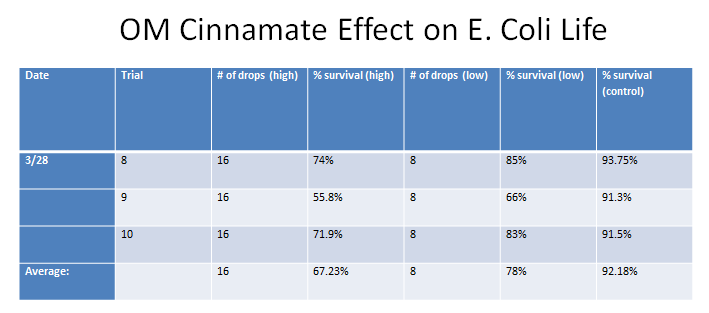 OM Cinnamate Effect on E. Coli Life
Date Trial # of drops (high) % survival (high) # of drops (low) % survival (low) % survival (control)
3/28 8 16 74% 8 85% 93.75%
9 16 55.8% 8 66% 91.3%
10 16 71.9% 8 83% 91.5%
Average: 16 67.23% 8 78% 92.18%